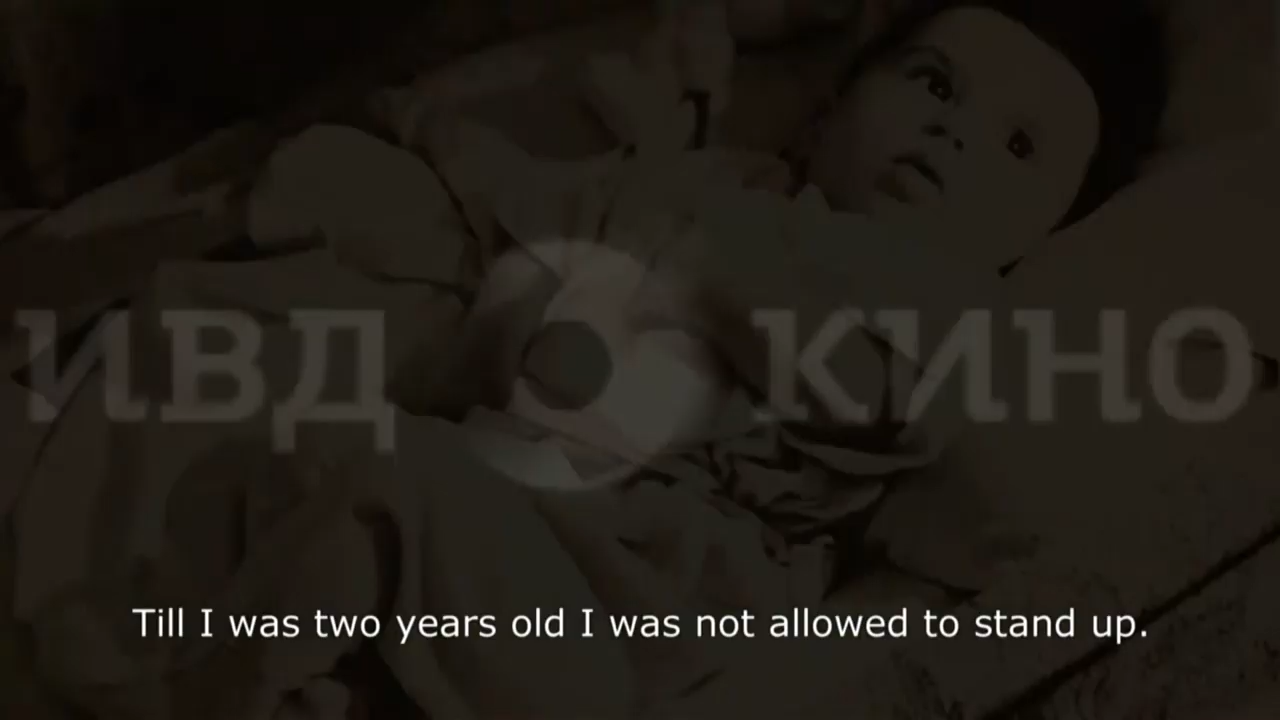 ИВД КИНО
Till I was two years old I was not allowed to stand up.